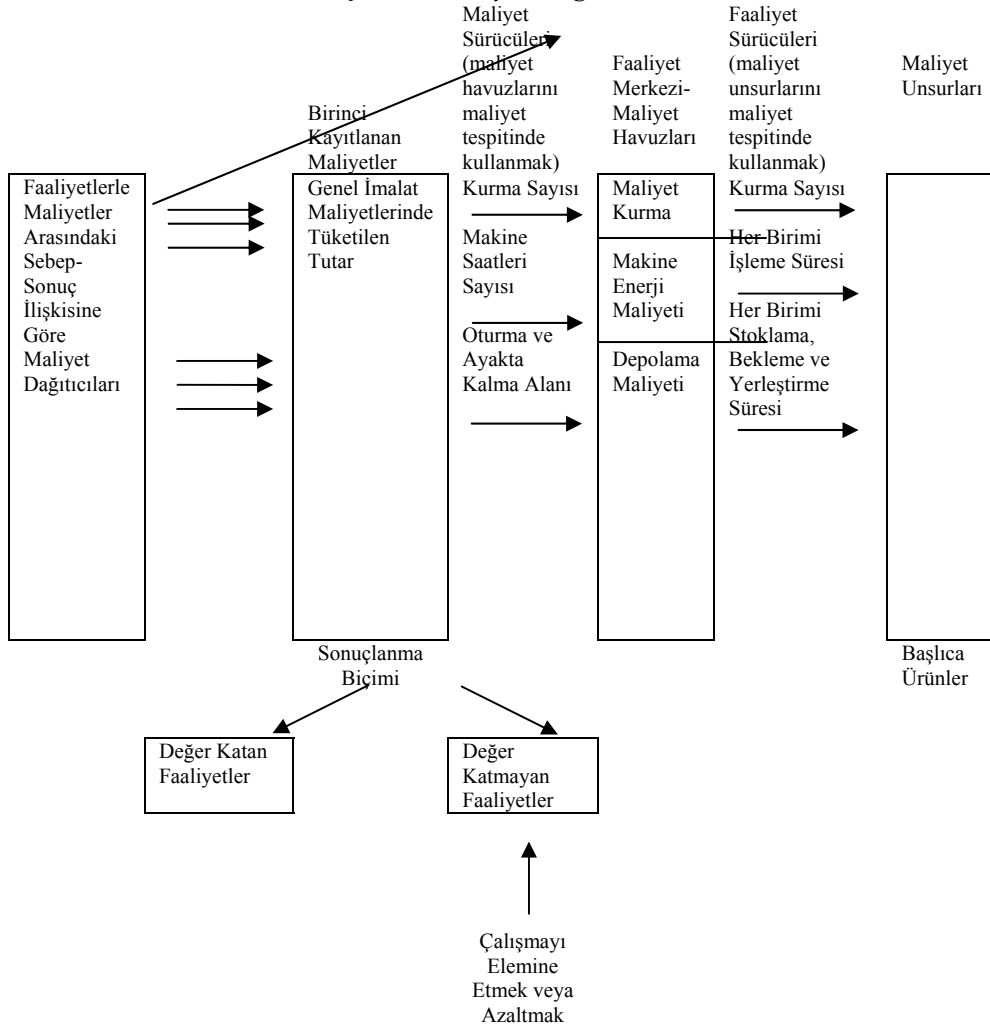 Maliyet
Sürücüleri
(maliyet
havuzlarını
maliyet
tespitinde
kullanmak)
Faaliyet
Sürücüleri
(maliyet
unsurlarını
maliyet
tespitinde
kullanmak)
Faaliyet
Merkezi-
Maliyet
Havuzları
Maliyet
Unsurları
Birinci
Kayıtlanan
Maliyetler
Faaliyetlerle
Maliyetler
Arasındaki
Sebep-
Sonuç
İlişkisine
Göre
Maliyet
Dağıtıcıları
Genel İmalat
Maliyetlerinde
Tüketilen
Tutar
Kurma Sayısı
Makine
Saatleri
Sayısı
Oturma ve
Ayakta
Kalma Alanı
Maliyet
Kurma
Makine
Enerji
Maliyeti
Depolama
Maliyeti
Kurma Sayısı
Her Birimi
İşleme Süresi
Her Birimi
Stoklama,
Bekleme ve
Yerleştirme
Süresi
Sonuçlanma
Biçimi
Başlıca
Ürünler
Değer Katan
Faaliyetler
Değer
Katmayan
Faaliyetler
Çalışmayı
Elemine
Etmek veya
Azaltmak